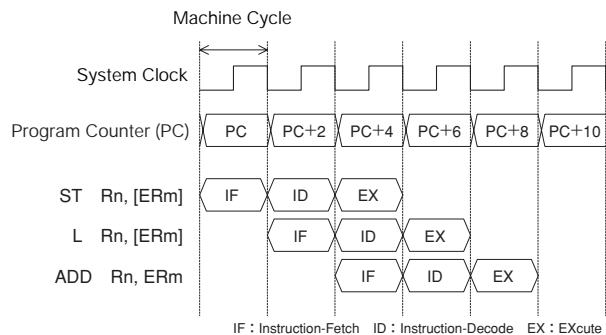 Machine Cycle
System Clock
Program Counter (PC) PC PC+2 PC+4 PC+6 PC+8 PC+10
ST Rn, [ERm] IF ID EX
L Rn, [ERm] IF ID EX
ADD Rn, ERm IF ID EX
IF：Instruction-Fetch ID：Instruction-Decode EX：EXcute